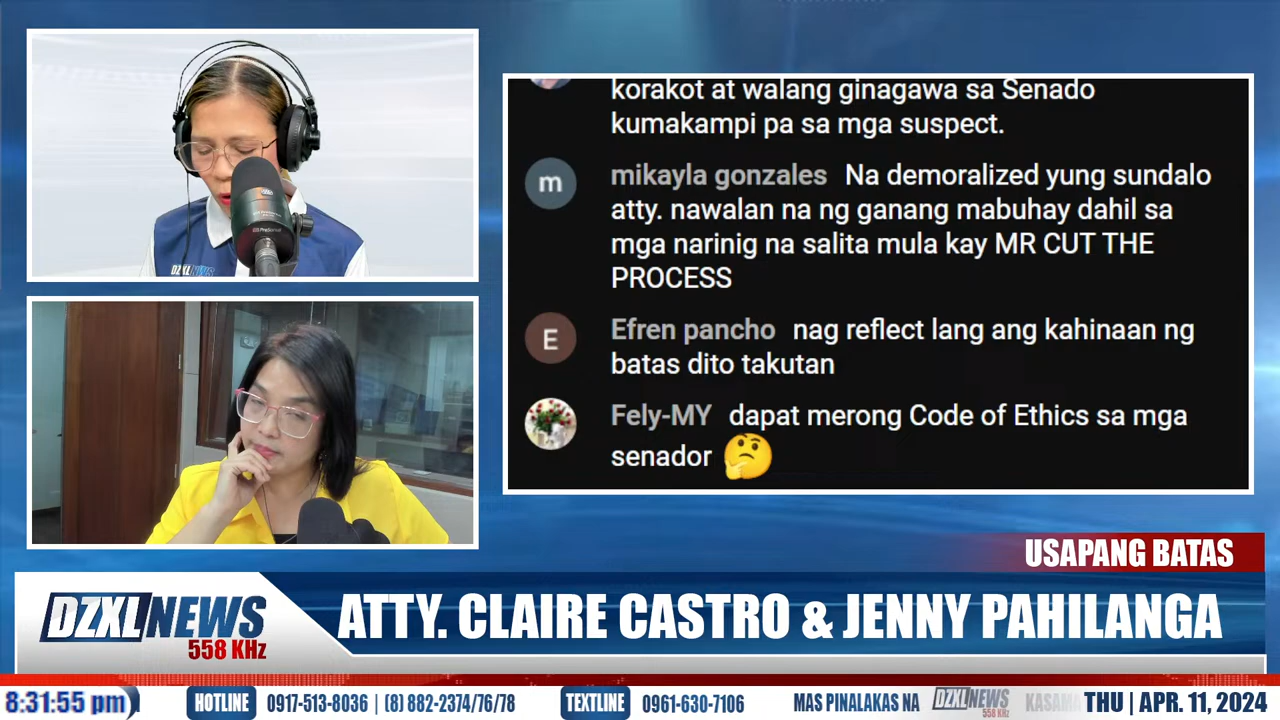 korakot at walang ginagawa sa Senado
kumakampi pa sa mga suspect.
m
mikayla gonzales Na demoralized yung sundalo
atty. nawalan na ng ganang mabuhay dahil sa
mga narinig na salita mula kay MR CUT THE
PROCESS
E
Efren pancho nag reflect lang ang kahinaan ng
batas dito takutan
Fely-MY dapat merong Code of Ethics sa mga
senador 🤔
DZXL NEWS
USAPANG BATAS
DZXLNEWS
558 KHz
ATTY. CLAIRE CASTRO & JENNY PAHILANGA
8:31:55 pm
HOTLINE 0917-513-8036 | (8) 882-2374/76/78
TEXTLINE 0961-630-7106
MAS PINALAKAS NA DZXLNEWS 558 KHz KASAMA
THU | APR. 11, 2024